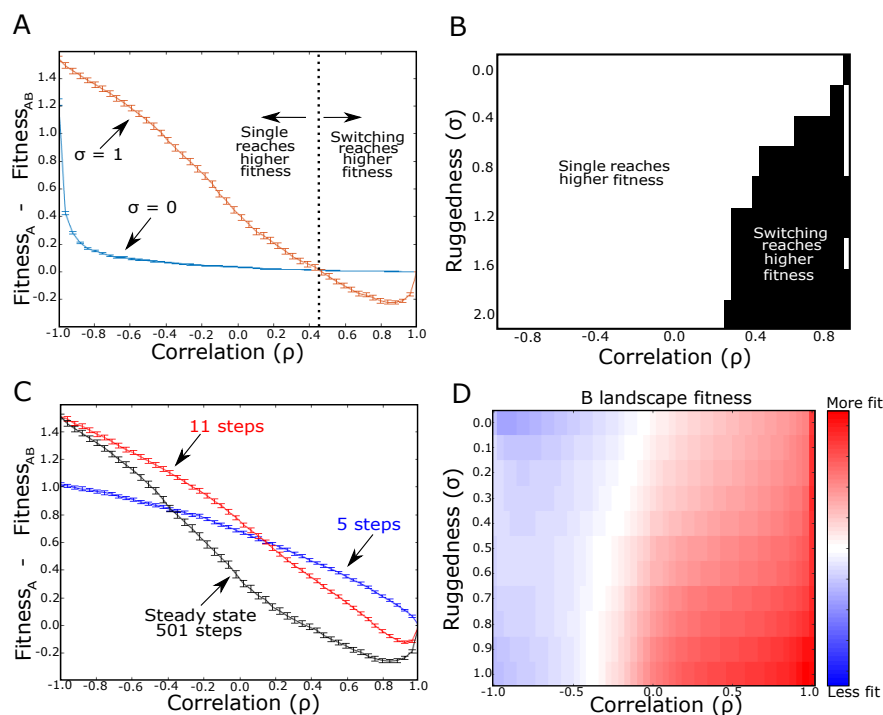 A
Fitness_A - Fitness_AB
1.4
1.2
1.0
0.8
0.6
0.4
0.2
0.0
-0.2
σ = 1
σ = 0
Single
reaches
higher
fitness
Switching
reaches
higher
fitness
-1.0 -0.8 -0.6 -0.4 -0.2 0.0 0.2 0.4 0.6 0.8 1.0
Correlation (ρ)
B
Ruggedness (σ)
0.0
0.4
0.8
1.2
1.6
2.0
Single reaches
higher fitness
Switching
reaches
higher
fitness
-0.8 -0.4 0.0 0.4 0.8
Correlation (ρ)
C
Fitness_A - Fitness_AB
1.6
1.4
1.2
1.0
0.8
0.6
0.4
0.2
0.0
-0.2
11 steps
5 steps
Steady state
501 steps
-1.0 -0.8 -0.6 -0.4 -0.2 0.0 0.2 0.4 0.6 0.8 1.0
Correlation (ρ)
D
B landscape fitness
More fit
Ruggedness (σ)
0.0
0.1
0.2
0.3
0.4
0.5
0.6
0.7
0.8
0.9
1.0
-1.0 -0.5 0.0 0.5 1.0
Less fit
Correlation (ρ)